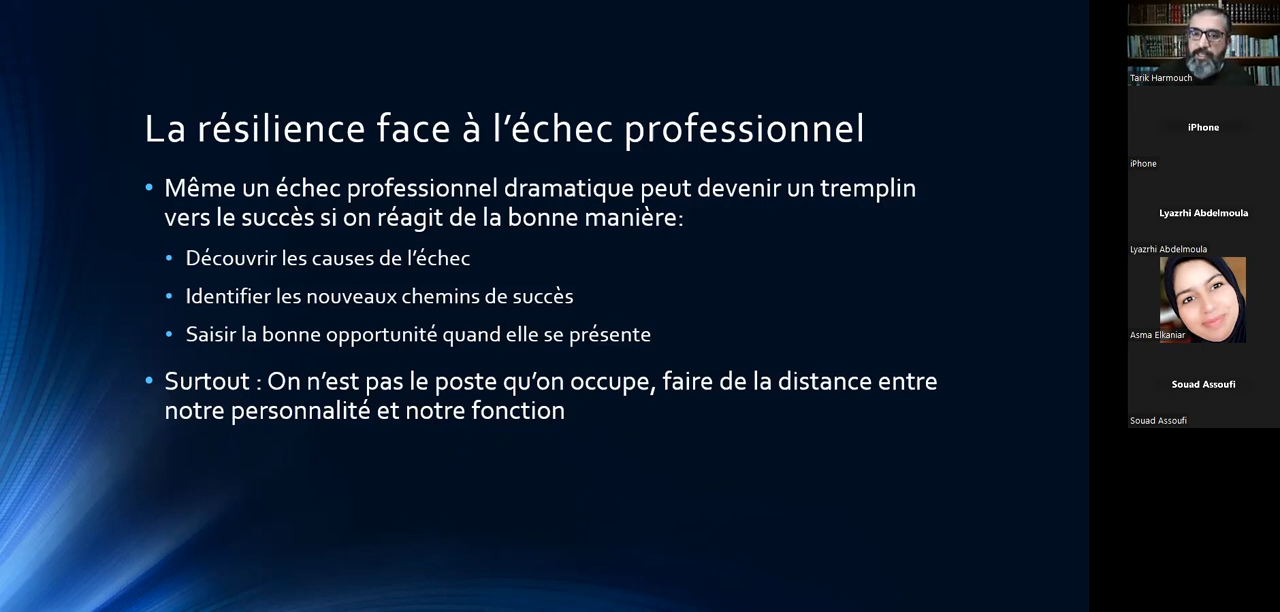 La résilience face à l’échec professionnel
• Même un échec professionnel dramatique peut devenir un tremplin
vers le succès si on réagit de la bonne manière:
• Découvrir les causes de l’échec
• Identifier les nouveaux chemins de succès
• Saisir la bonne opportunité quand elle se présente
• Surtout : On n’est pas le poste qu’on occupe, faire de la distance entre
notre personnalité et notre fonction
Tarik Harmouch
iPhone
iPhone
Lyazrhi Abdelmoula
Lyazrhi Abdelmoula
Asma Elkaniar
Souad Assoufi
Souad Assoufi